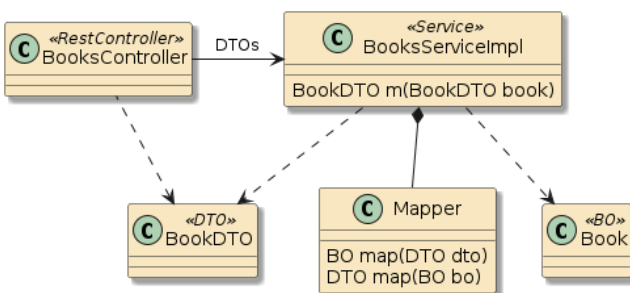 C «RestController»
BooksController
DTOs
C «Service»
BooksServiceImpl
BookDTO m(BookDTO book)
C «DTO»
BookDTO
C Mapper
BO map(DTO dto)
DTO map(BO bo)
C «BO»
Book